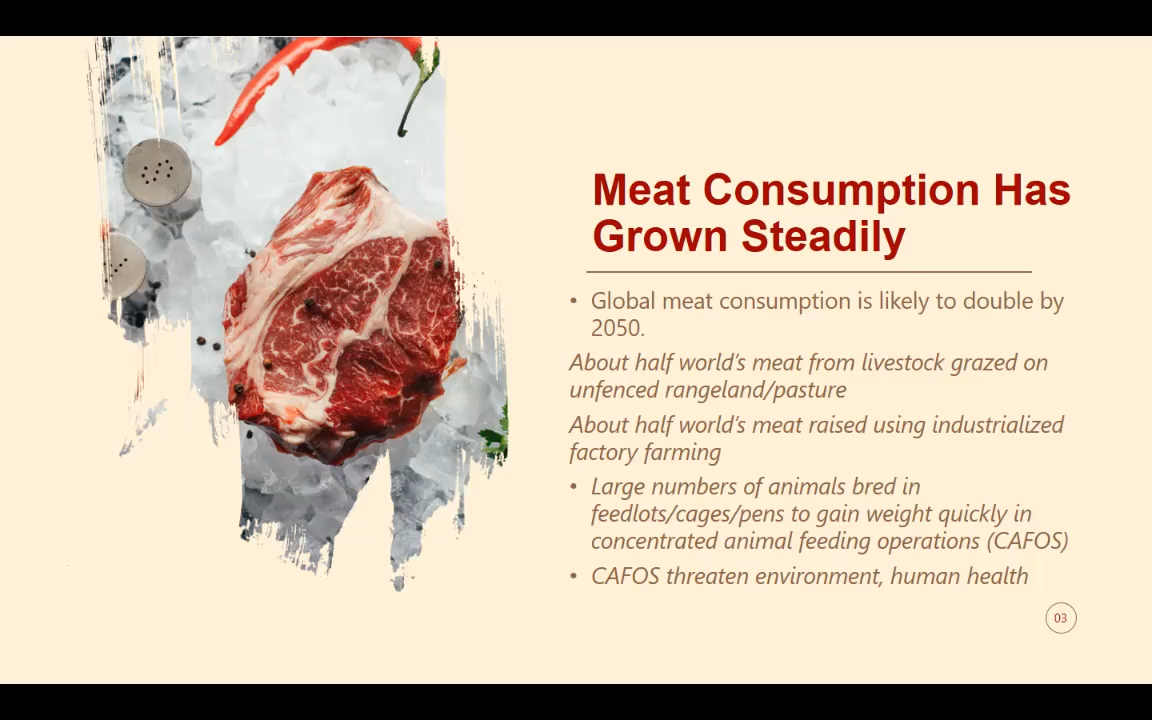 Meat Consumption Has
Grown Steadily
• Global meat consumption is likely to double by
2050.
About half world's meat from livestock grazed on
unfenced rangeland/pasture
About half world's meat raised using industrialized
factory farming
• Large numbers of animals bred in
feedlots/cages/pens to gain weight quickly in
concentrated animal feeding operations (CAFOS)
• CAFOS threaten environment, human health
03